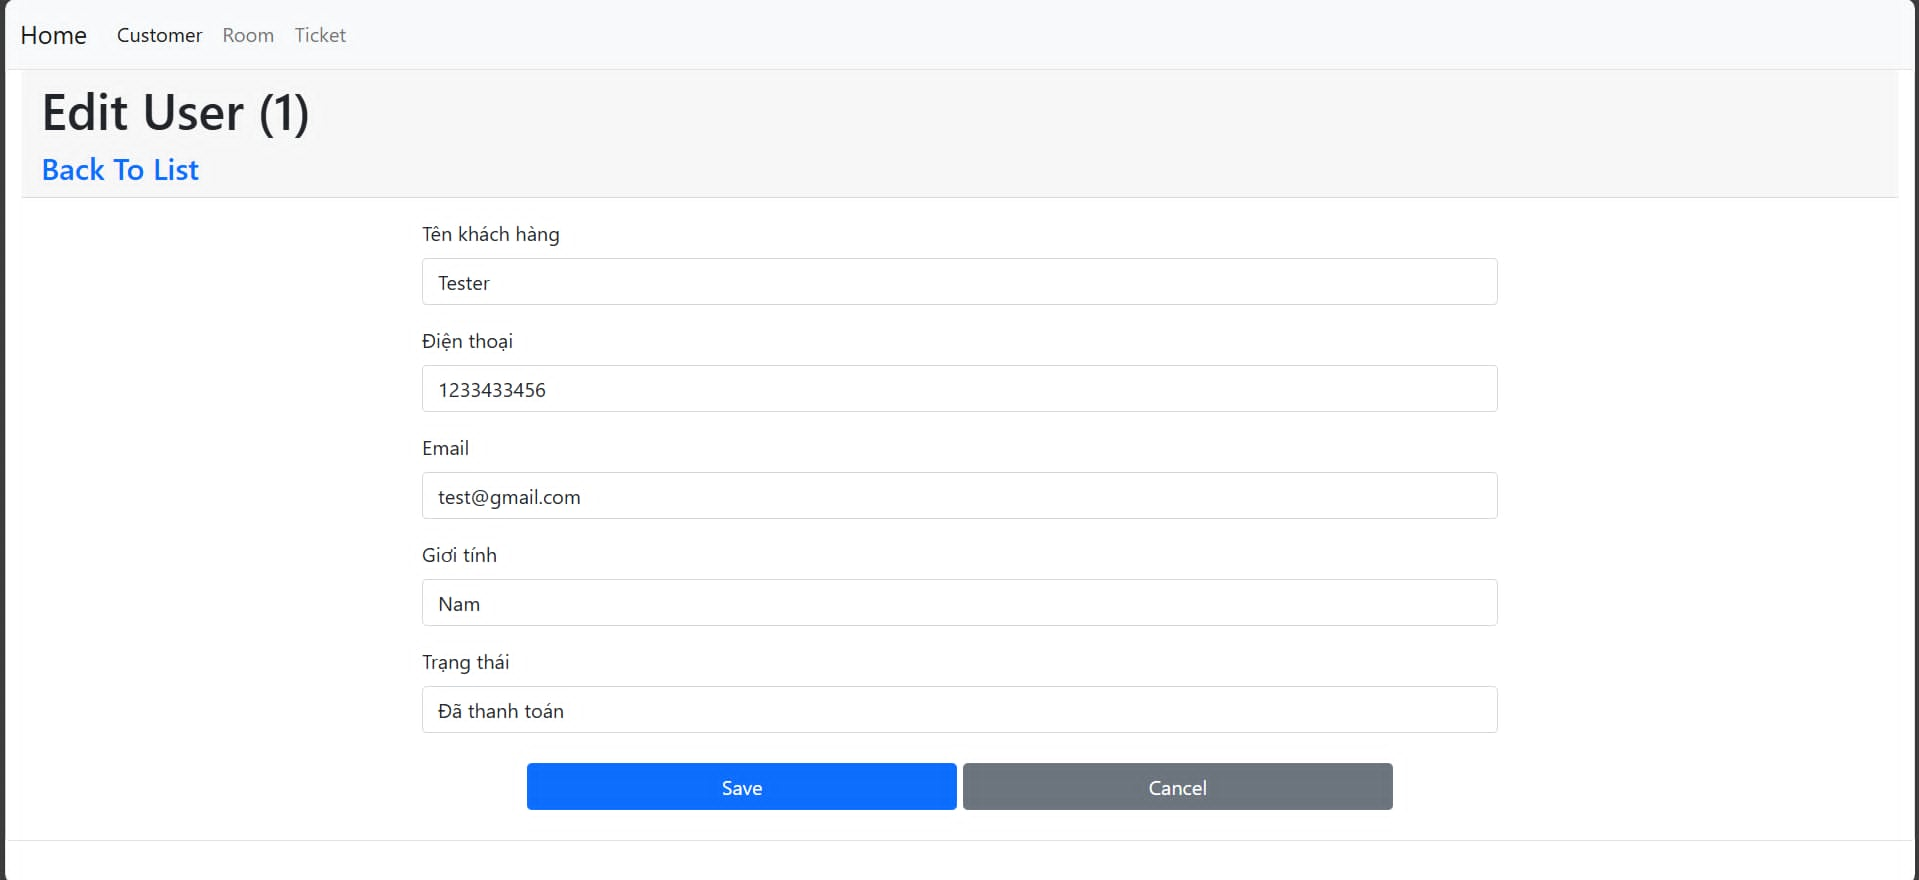 Home Customer Room Ticket
Edit User (1)
Back To List
Tên khách hàng
Tester
Điện thoại
1233433456
Email
test@gmail.com
Giơi tính
Nam
Trạng thái
Đã thanh toán
Save Cancel